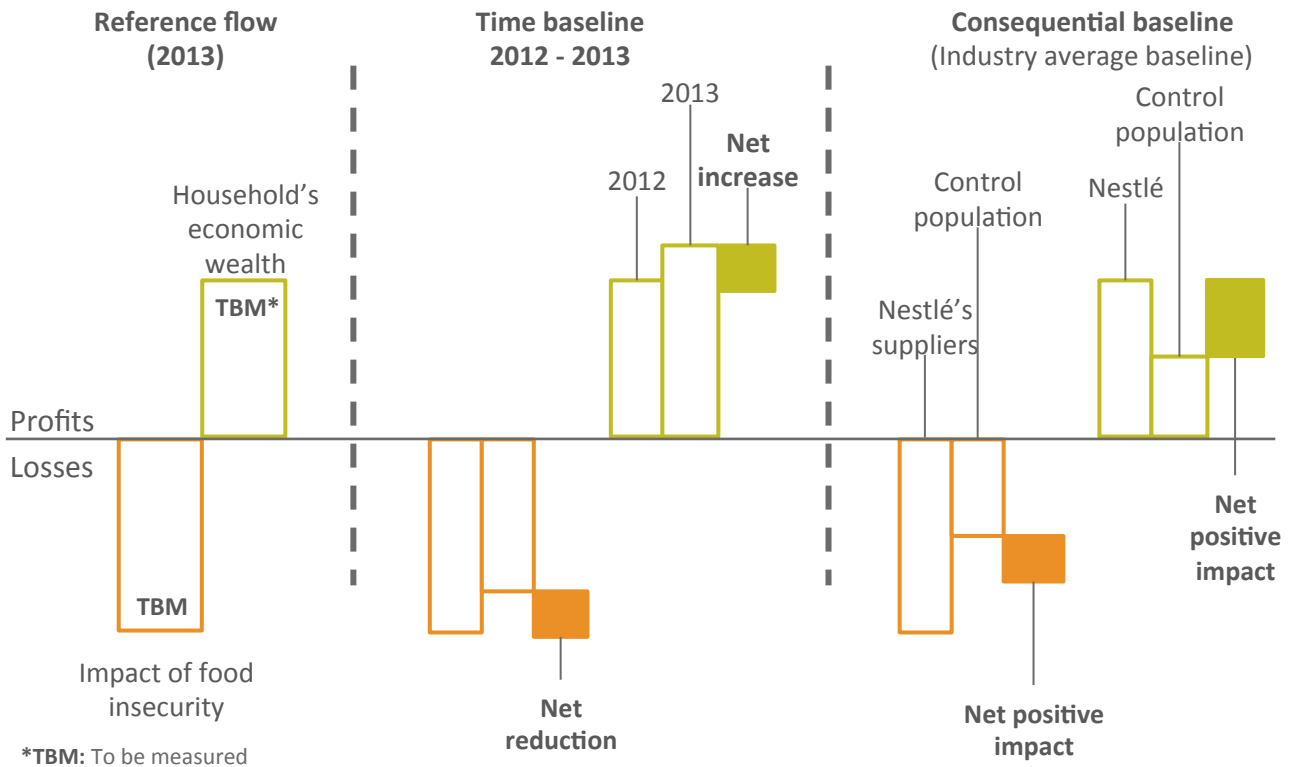 Reference flow
(2013)
Time baseline
2012 - 2013
Consequential baseline
(Industry average baseline)
Household's
economic
wealth
TBM*
Profits
Losses
TBM
Impact of food
insecurity
*TBM: To be measured
2012
2013
Net
increase
Net
reduction
Nestlé's
suppliers
Control
population
Nestlé
Control
population
Net positive
impact
Net
positive
impact